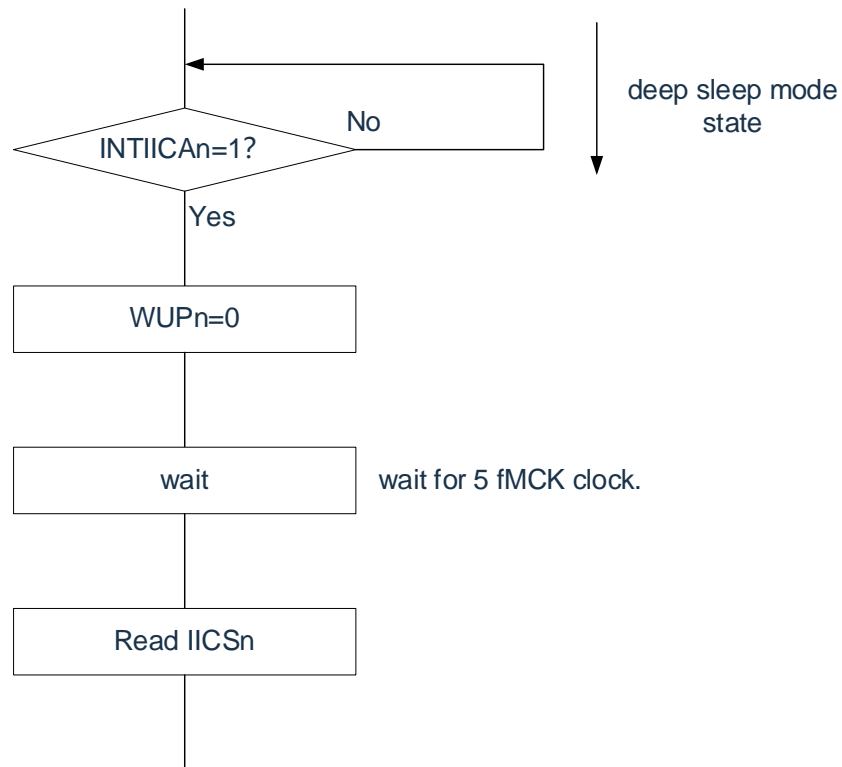 deep sleep mode
state
No
INTIICAn=1?
Yes
WUPn=0
wait
wait for 5 fMCK clock.
Read IICSn